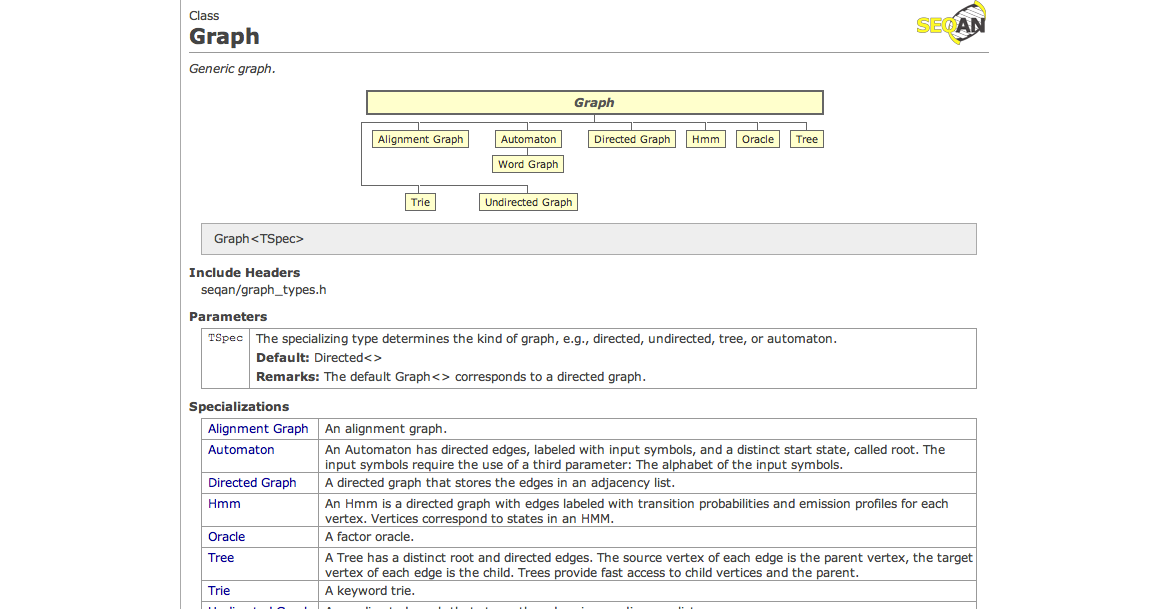 Class
Graph
SEQAN
Generic graph.
Graph
Alignment Graph Automaton Directed Graph Hmm Oracle Tree
Word Graph
Trie Undirected Graph
Graph<TSpec>
Include Headers
seqan/graph_types.h
Parameters
TSpec The specializing type determines the kind of graph, e.g., directed, undirected, tree, or automaton.
Default: Directed<>
Remarks: The default Graph<> corresponds to a directed graph.
Specializations
Alignment Graph An alignment graph.
Automaton An Automaton has directed edges, labeled with input symbols, and a distinct start state, called root. The
input symbols require the use of a third parameter: The alphabet of the input symbols.
Directed Graph A directed graph that stores the edges in an adjacency list.
Hmm An Hmm is a directed graph with edges labeled with transition probabilities and emission profiles for each
vertex. Vertices correspond to states in an HMM.
Oracle A factor oracle.
Tree A Tree has a distinct root and directed edges. The source vertex of each edge is the parent vertex, the target
vertex of each edge is the child. Trees provide fast access to child vertices and the parent.
Trie A keyword trie.